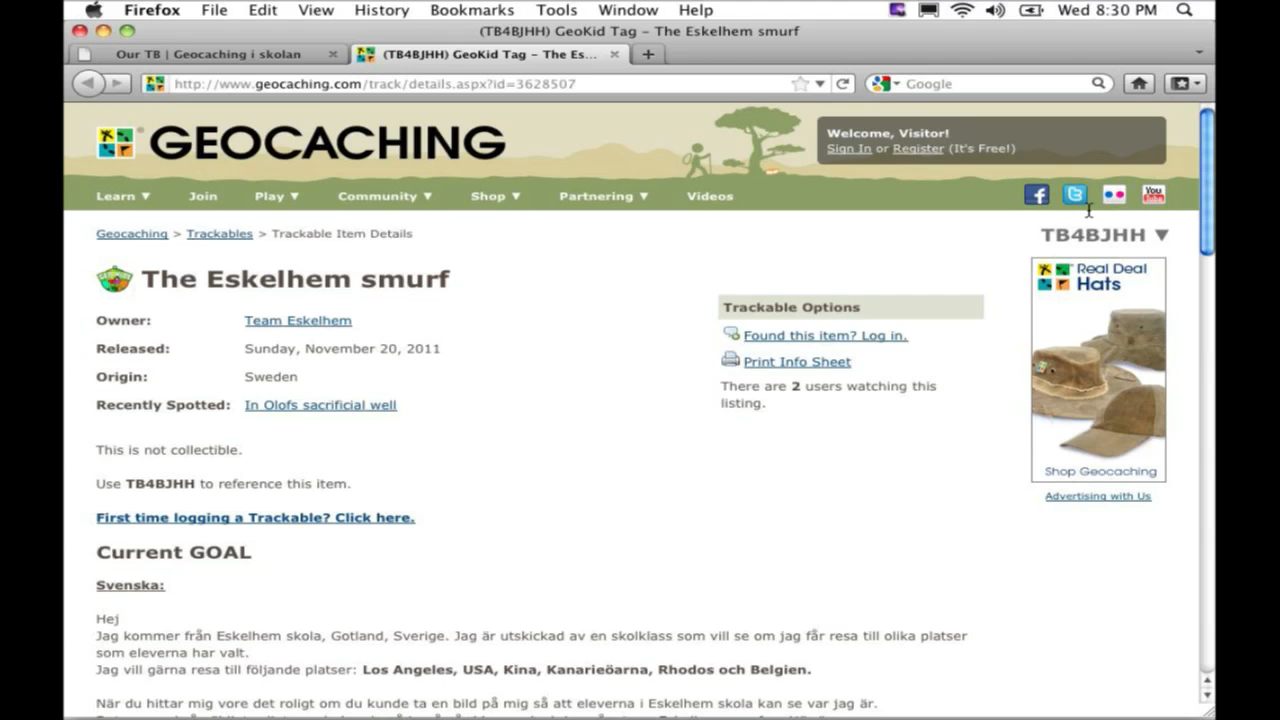 Firefox File Edit View History Bookmarks Tools Window Help Wed 8:30 PM
(TB4BJHH) GeoKid Tag – The Eskelhem smurf
Our TB | Geocaching i skolan
(TB4BJHH) GeoKid Tag – The Es...
http://www.geocaching.com/track/details.aspx?id=3628507
Google
GEOCACHING
Welcome, Visitor!
Sign In or Register (It's Free!)
Learn ▼ Join Play ▼ Community ▼ Shop ▼ Partnering ▼ Videos
You Tube
Geocaching > Trackables > Trackable Item Details
TB4BJHH ▼
The Eskelhem smurf
Owner: Team Eskelhem
Released: Sunday, November 20, 2011
Origin: Sweden
Recently Spotted: In Olofs sacrificial well
Trackable Options
Found this item? Log in.
Print Info Sheet
There are 2 users watching this
listing.
Real Deal
Hats
Shop Geocaching
Advertising with Us
This is not collectible.
Use TB4BJHH to reference this item.
First time logging a Trackable? Click here.
Current GOAL
Svenska:
Hej
Jag kommer från Eskelhem skola, Gotland, Sverige. Jag är utskickad av en skolklass som vill se om jag får resa till olika platser
som eleverna har valt.
Jag vill gärna resa till följande platser: Los Angeles, USA, Kina, Kanarieöarna, Rhodos och Belgien.
När du hittar mig vore det roligt om du kunde ta en bild på mig så att eleverna i Eskelhem skola kan se var jag är.